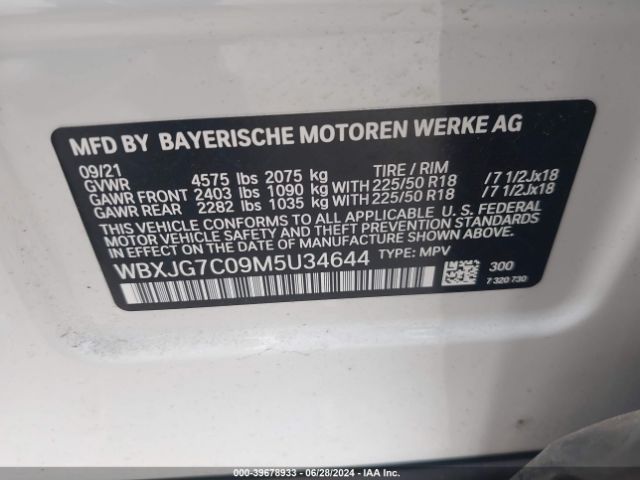 MFD BY BAYERISCHE MOTOREN WERKE AG
09/21
GVWR 4575 lbs 2075 kg TIRE / RIM
GAWR FRONT 2403 lbs 1090 kg WITH 225/50 R18 /7 1/2Jx18
GAWR REAR 2282 lbs 1035 kg WITH 225/50 R18 /7 1/2Jx18
THIS VEHICLE CONFORMS TO ALL APPLICABLE U. S. FEDERAL
MOTOR VEHICLE SAFETY AND THEFT PREVENTION STANDARDS
IN EFFECT ON THE DATE OF MANUFACTURE SHOWN ABOVE.
WBXJG7C09M5U34644 TYPE: MPV 300
7 320 730
000-39678933 - 06/28/2024 - IAA Inc.